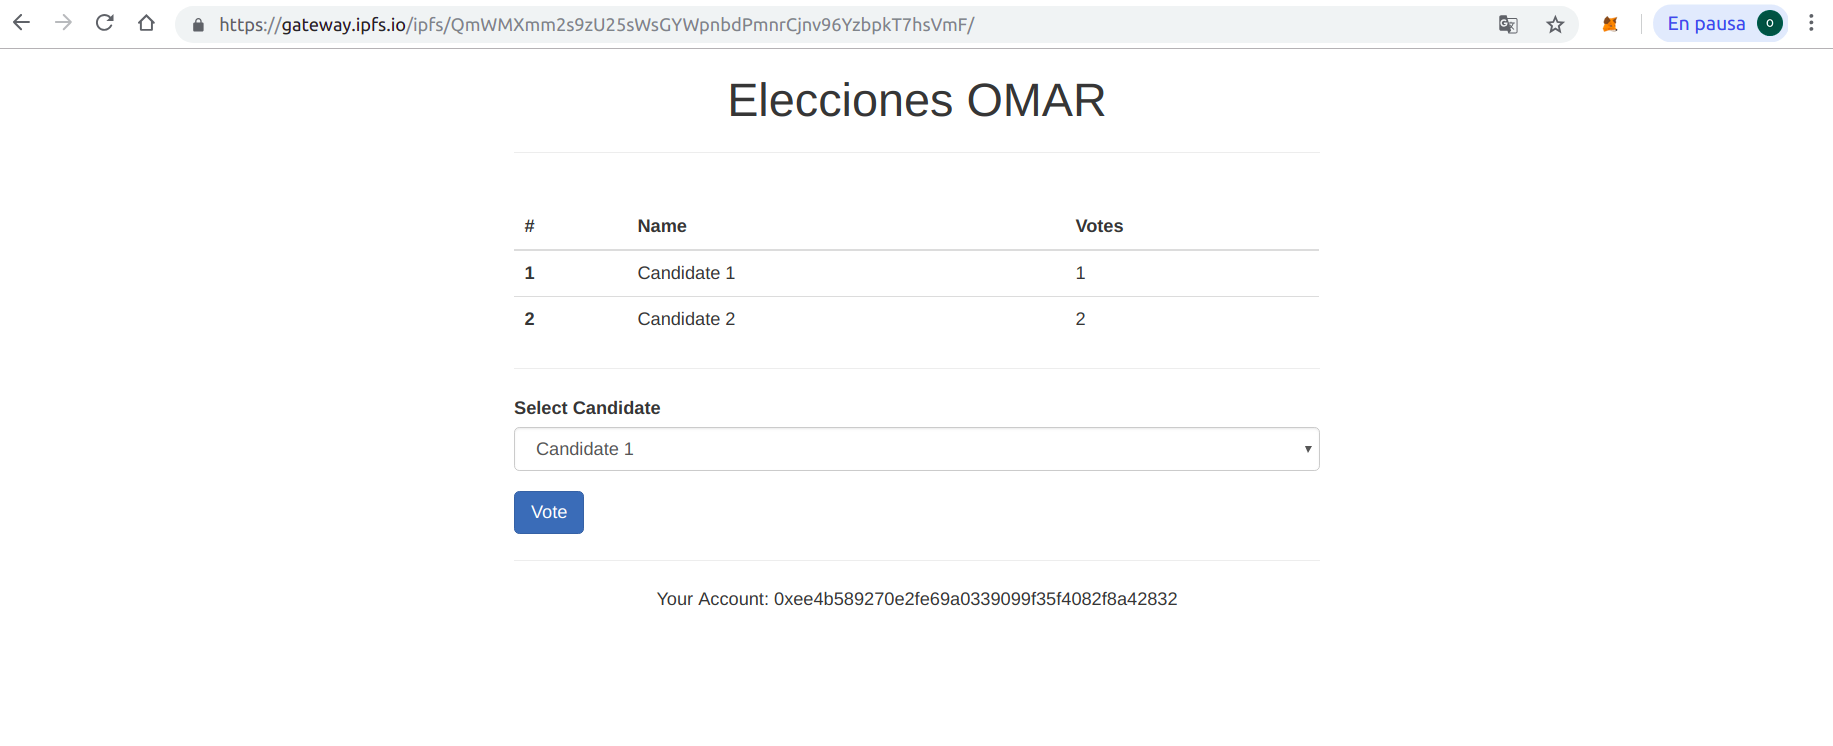 https://gateway.ipfs.io/ipfs/QmWMXmm2s9zU25sWsGYWpnbdPmnrCjnv96YzbpkT7hsVmF/
En pausa
O
Elecciones OMAR
# Name Votes
1 Candidate 1 1
2 Candidate 2 2
Select Candidate
Candidate 1
Vote
Your Account: 0xee4b589270e2fe69a0339099f35f4082f8a42832